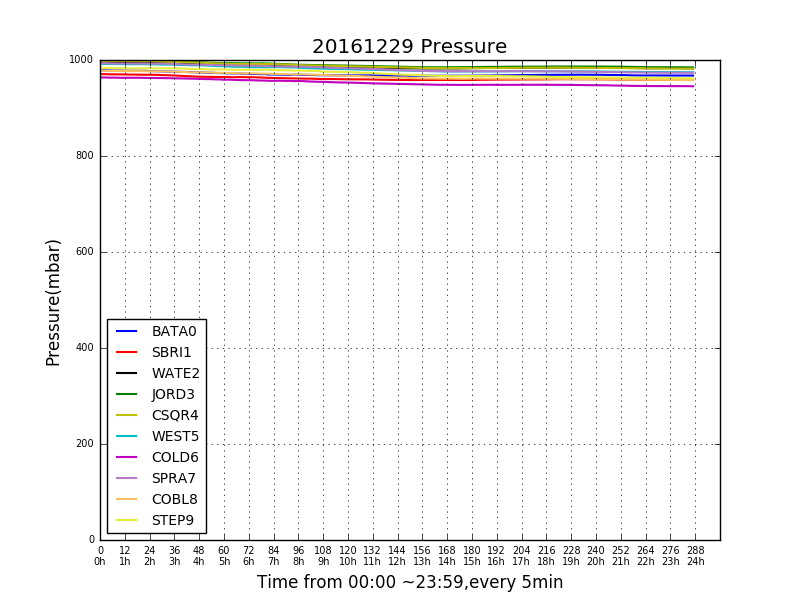 20161229 Pressure
1000
800
600
400
200
0
Pressure(mbar)
BATA0
SBRI1
WATE2
JORD3
CSQR4
WEST5
COLD6
SPRA7
COBL8
STEP9
0 12 24 36 48 60 72 84 96 108 120 132 144 156 168 180 192 204 216 228 240 252 264 276 288
0h 1h 2h 3h 4h 5h 6h 7h 8h 9h 10h 11h 12h 13h 14h 15h 16h 17h 18h 19h 20h 21h 22h 23h 24h
Time from 00:00 ~23:59,every 5min